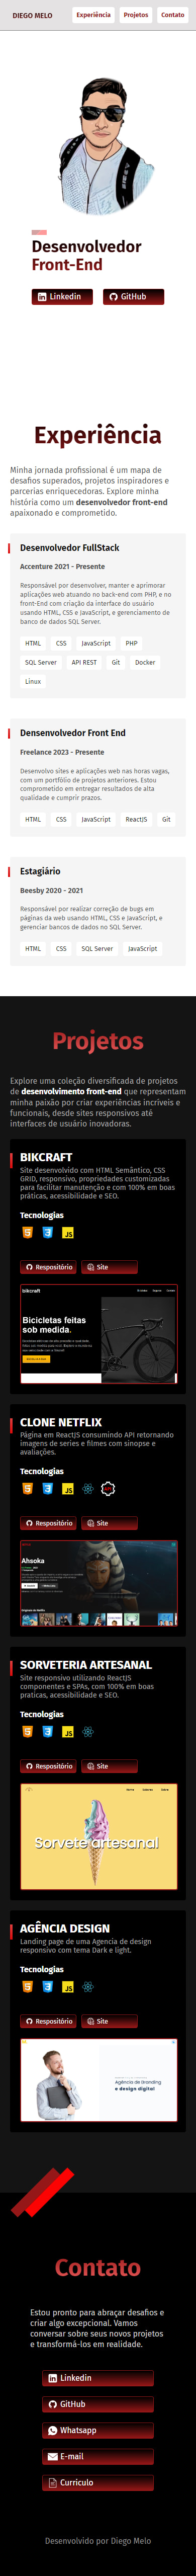 DIEGO MELO
Experiência
Projetos
Contato
Desenvolvedor
Front-End
Linkedin
GitHub
Experiência
Minha jornada profissional é um mapa de
desafios superados, projetos inspiradores e
parcerias enriquecedoras. Explore minha
história como um desenvolvedor front-end
apaixonado e comprometido.
Desenvolvedor FullStack
Accenture 2021 - Presente
Responsável por desenvolver, manter e aprimorar
aplicações web atuando no back-end com PHP, e no
front-End com criação da interface do usuário
usando HTML, CSS e JavaScript, e gerenciamento de
banco de dados SQL Server.
HTML CSS JavaScript PHP
SQL Server API REST Git Docker
Linux
Densenvolvedor Front End
Freelance 2023 - Presente
Desenvolvo sites e aplicações web nas horas vagas,
com um portfólio de projetos anteriores. Estou
comprometido em entregar resultados de alta
qualidade e cumprir prazos.
HTML CSS JavaScript ReactJS Git
Estagiário
Beesby 2020 - 2021
Responsável por realizar correção de bugs em
páginas da web usando HTML, CSS e JavaScript, e
gerenciar bancos de dados no SQL Server.
HTML CSS SQL Server JavaScript
Projetos
Explore uma coleção diversificada de projetos
de desenvolvimento front-end que representam
minha paixão por criar experiências incríveis e
funcionais, desde sites responsivos até
interfaces de usuário inovadoras.
BIKCRAFT
Site desenvolvido com HTML Semântico, CSS
GRID, responsivo, propriedades customizadas
para facilitar manutenção e com 100% em boas
práticas, acessibilidade e SEO.
Tecnologias
JS
Respositório
Site
bikcraft
Bicicletas feitas
sob medida.
CLONE NETFLIX
Página em ReactJS consumindo API retornando
imagens de series e filmes com sinopse e
avaliações.
Tecnologias
JS
Respositório
Site
Ahsoka
SORVETERIA ARTESANAL
Site responsivo utilizando ReactJS
componentes e SPAs, com 100% em boas
praticas, acessibilidade e SEO.
Tecnologias
JS
Respositório
Site
Sorvete artesanal
AGÊNCIA DESIGN
Landing page de uma Agencia de design
responsivo com tema Dark e light.
Tecnologias
JS
Respositório
Site
Agência de branding
e design digital
Contato
Estou pronto para abraçar desafios e
criar algo excepcional. Vamos
conversar sobre seus novos projetos
e transformá-los em realidade.
Linkedin
GitHub
Whatsapp
E-mail
Curriculo
Desenvolvido por Diego Melo